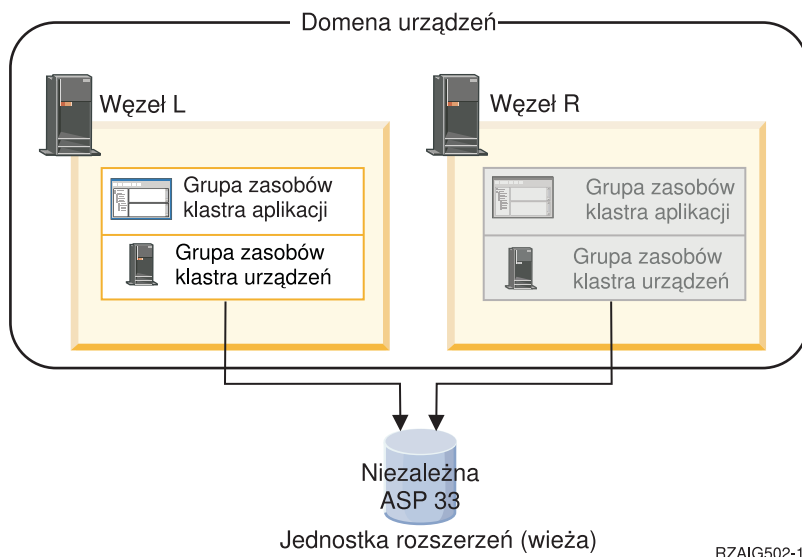 Domena urządzeń
Węzeł L
Węzeł R
Grupa zasobów
klastra aplikacji
Grupa zasobów
klastra urządzeń
Grupa zasobów
klastra aplikacji
Grupa zasobów
klastra urządzeń
Niezależna
ASP 33
Jednostka rozszerzeń (wieża)
RZAIG502-1